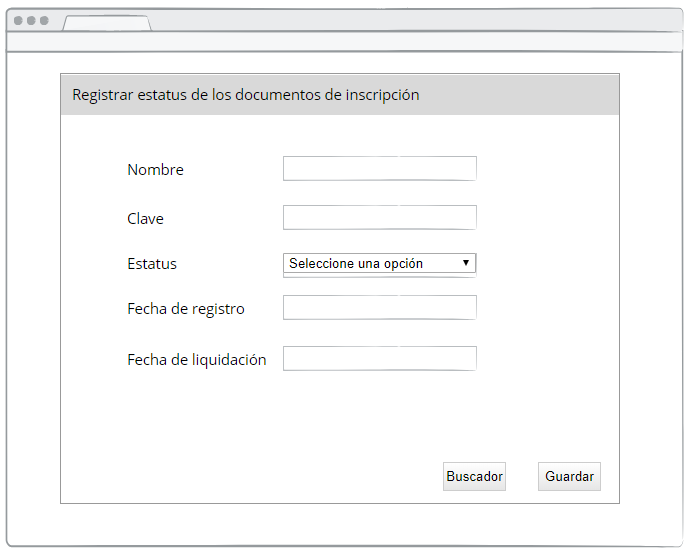 Registrar estatus de los documentos de inscripción
Nombre
Clave
Estatus Seleccione una opción
Fecha de registro
Fecha de liquidación
Buscador Guardar